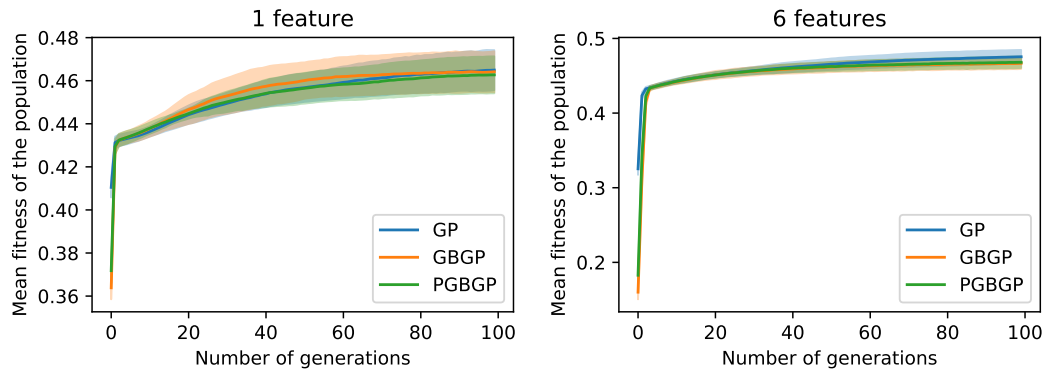 1 feature
Mean fitness of the population
0.48
0.46
0.44
0.42
0.40
0.38
0.36
GP
GBGP
PGBGP
0 20 40 60 80 100
Number of generations
6 features
Mean fitness of the population
0.5
0.4
0.3
0.2
GP
GBGP
PGBGP
0 20 40 60 80 100
Number of generations